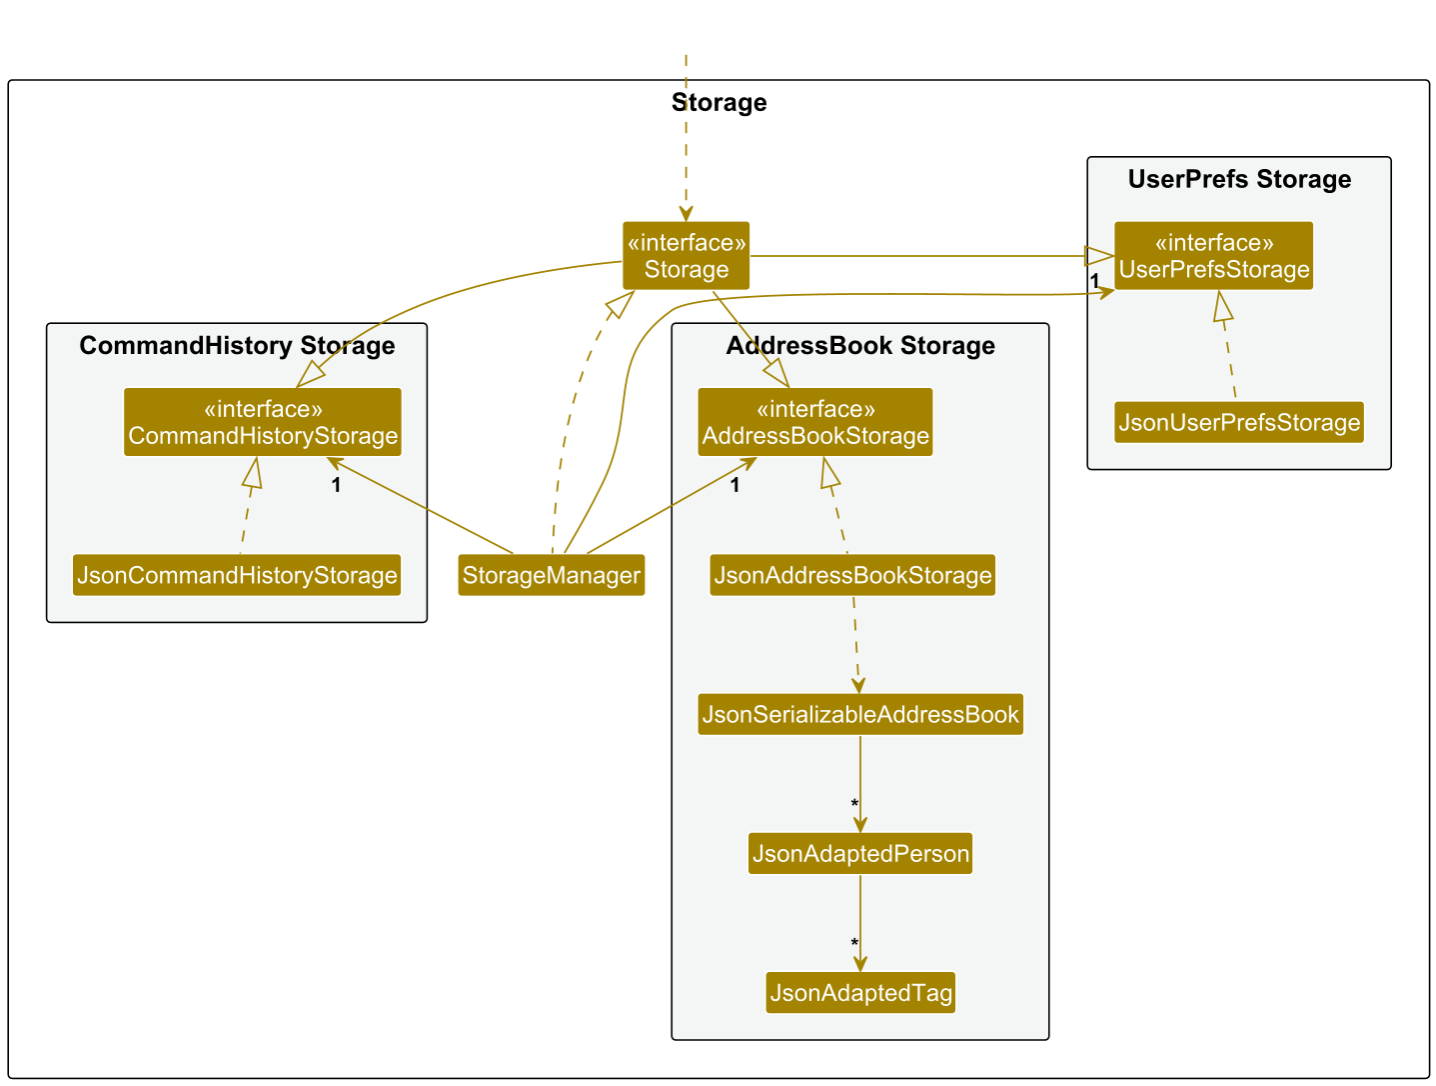 Storage
UserPrefs Storage
«interface»
Storage
«interface»
UserPrefsStorage
1
CommandHistory Storage
AddressBook Storage
«interface»
CommandHistoryStorage
«interface»
AddressBookStorage
JsonUserPrefsStorage
1
1
JsonCommandHistoryStorage
StorageManager
JsonAddressBookStorage
JsonSerializableAddressBook
*
JsonAdaptedPerson
*
JsonAdaptedTag